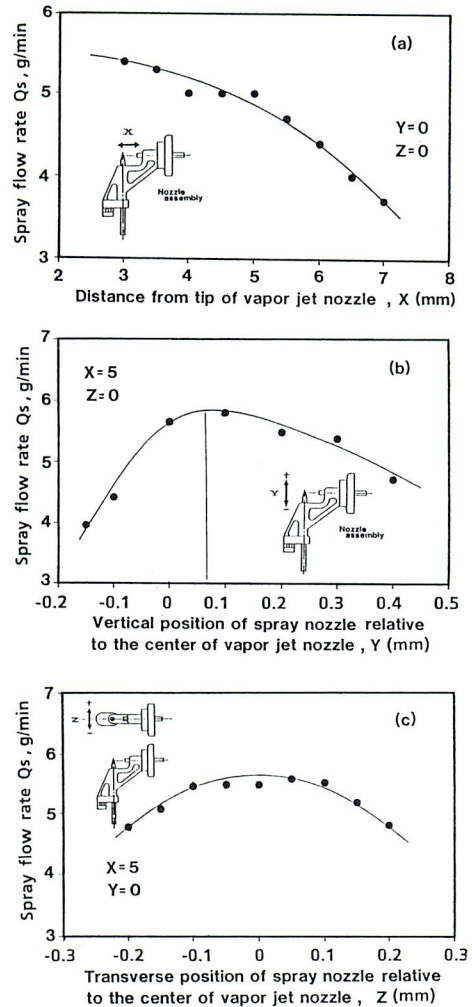 6
(a)
5
Y=0
Z=0
4
3
X
Nozzle
assembly
Spray flow rate Qs, g/min
2 3 4 5 6 7 8
Distance from tip of vapor jet nozzle , X (mm)
7
X=5
Z=0
(b)
6
5
4
3
+
Y
-
Nozzle
assembly
Spray flow rate Qs, g/min
-0.2 -0.1 0 0.1 0.2 0.3 0.4 0.5
Vertical position of spray nozzle relative
to the center of vapor jet nozzle , Y (mm)
7
+
Z
-
(c)
6
5
X=5
Y=0
4
3
Spray flow rate Qs, g/min
-0.3 -0.2 -0.1 0 0.1 0.2 0.3
Transverse position of spray nozzle relative
to the center of vapor jet nozzle , Z (mm)